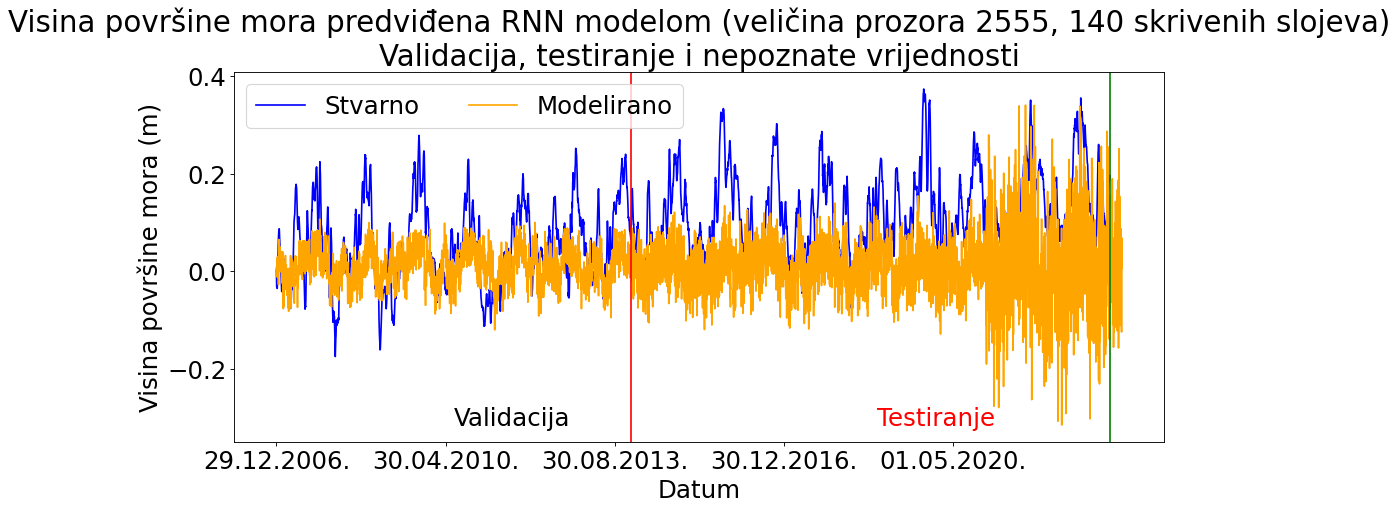 Visina površine mora predviđena RNN modelom (veličina prozora 2555, 140 skrivenih slojeva)
Validacija, testiranje i nepoznate vrijednosti
Visina površine mora (m)
0.4
0.2
0.0
−0.2
Stvarno
Modelirano
Validacija
Testiranje
29.12.2006.
30.04.2010.
30.08.2013.
30.12.2016.
01.05.2020.
Datum